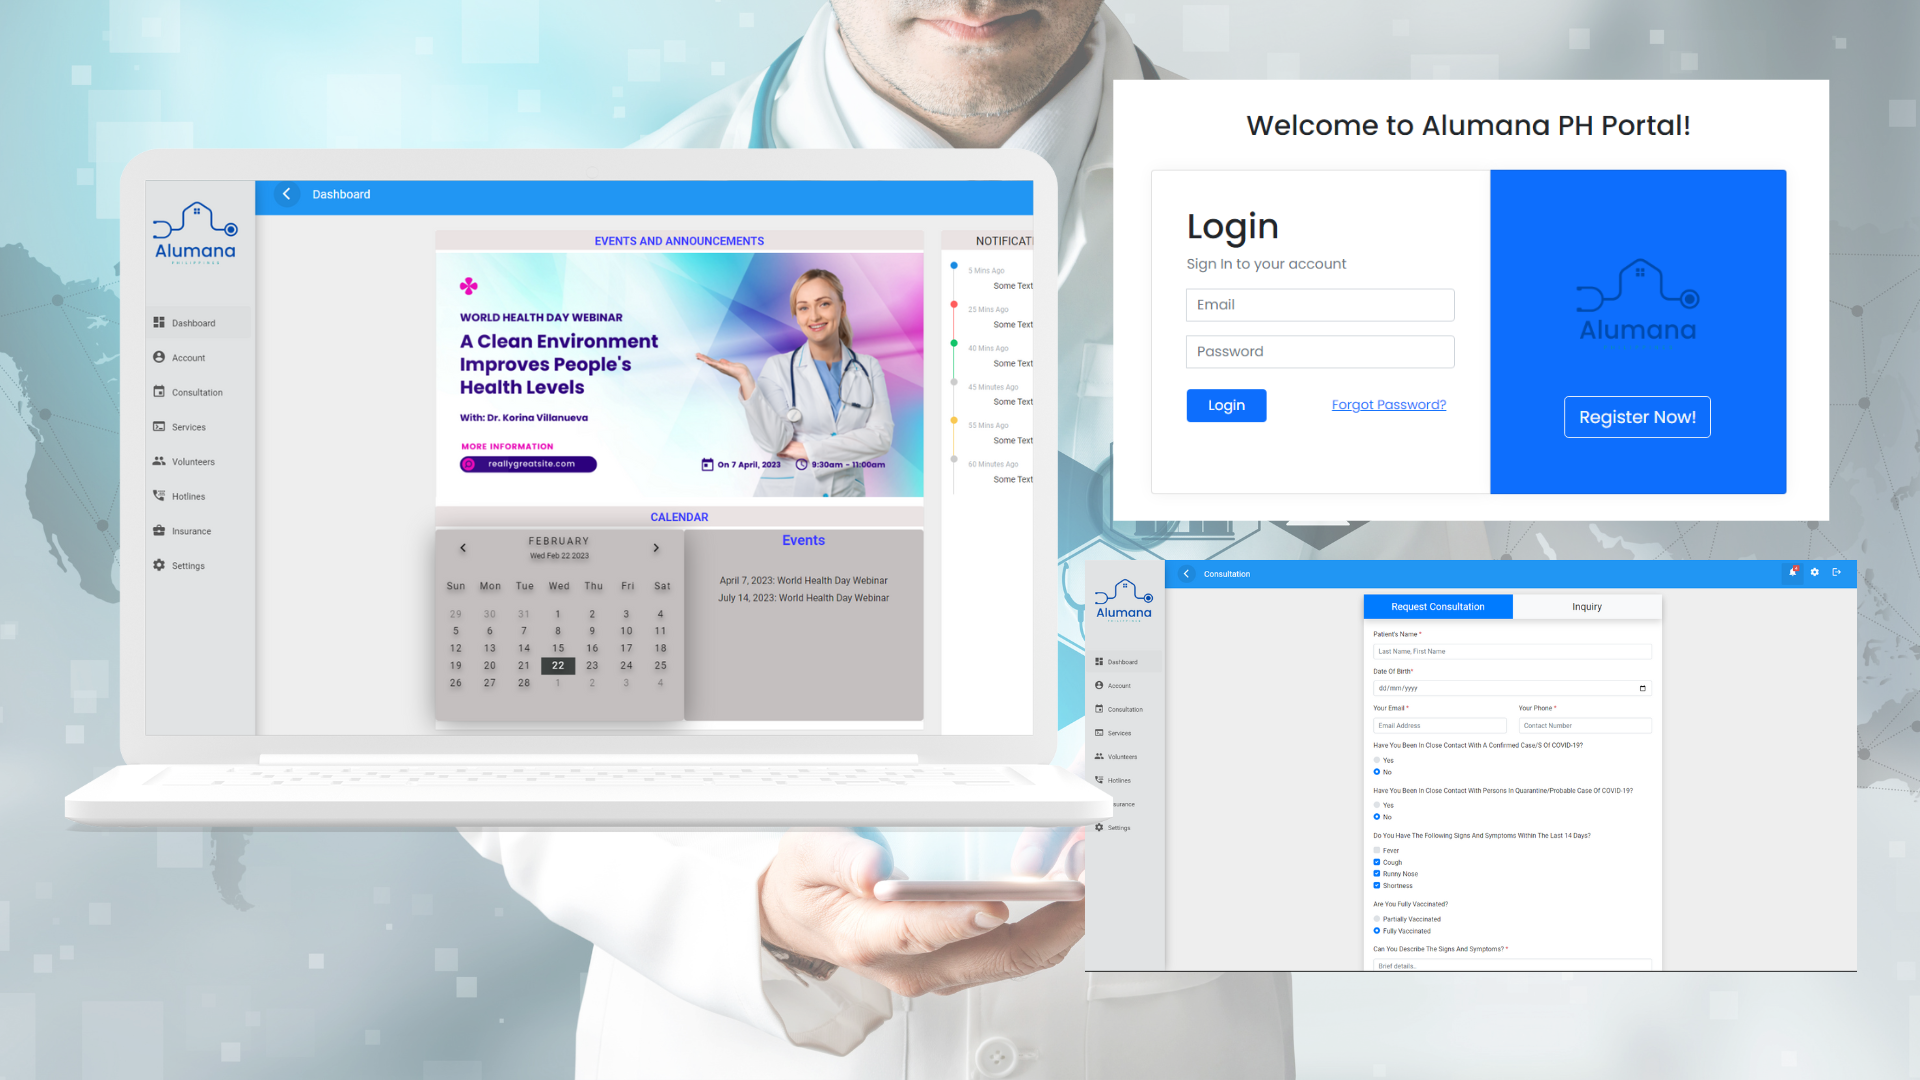 Alumana
PHILIPPINES
Dashboard
Account
Consultation
Services
Volunteers
Hotlines
Insurance
Settings
Dashboard
EVENTS AND ANNOUNCEMENTS
WORLD HEALTH DAY WEBINAR
A Clean Environment
Improves People's
Health Levels
With: Dr. Korina Villanueva
MORE INFORMATION
reallygreatsite.com
On 7 April, 2023
9:30am - 11:00am
NOTIFICATI
5 Mins Ago
Some Text
25 Mins Ago
Some Text
40 Mins Ago
Some Text
45 Minutes Ago
Some Text
55 Mins Ago
Some Text
60 Minutes Ago
Some Text
CALENDAR
FEBRUARY
Wed Feb 22 2023
Sun Mon Tue Wed Thu Fri Sat
29 30 31 1 2 3 4
5 6 7 8 9 10 11
12 13 14 15 16 17 18
19 20 21 22 23 24 25
26 27 28 1 2 3 4
Events
April 7, 2023: World Health Day Webinar
July 14, 2023: World Health Day Webinar
Welcome to Alumana PH Portal!
Login
Sign In to your account
Email
Password
Login
Forgot Password?
Alumana
Register Now!
Alumana
PHILIPPINES
Dashboard
Account
Consultation
Services
Volunteers
Hotlines
surance
Settings
Consultation
Request Consultation
Inquiry
Patient's Name *
Last Name, First Name
Date Of Birth*
dd/mm/yyyy
Your Email *
Your Phone *
Email Address
Contact Number
Have You Been In Close Contact With A Confirmed Case/S Of COVID-19?
Yes
No
Have You Been In Close Contact With Persons In Quarantine/Probable Case Of COVID-19?
Yes
No
Do You Have The Following Signs And Symptoms Within The Last 14 Days?
Fever
Cough
Runny Nose
Shortness
Are You Fully Vaccinated?
Partially Vaccinated
Fully Vaccinated
Can You Describe The Signs And Symptoms? *
Brief details..